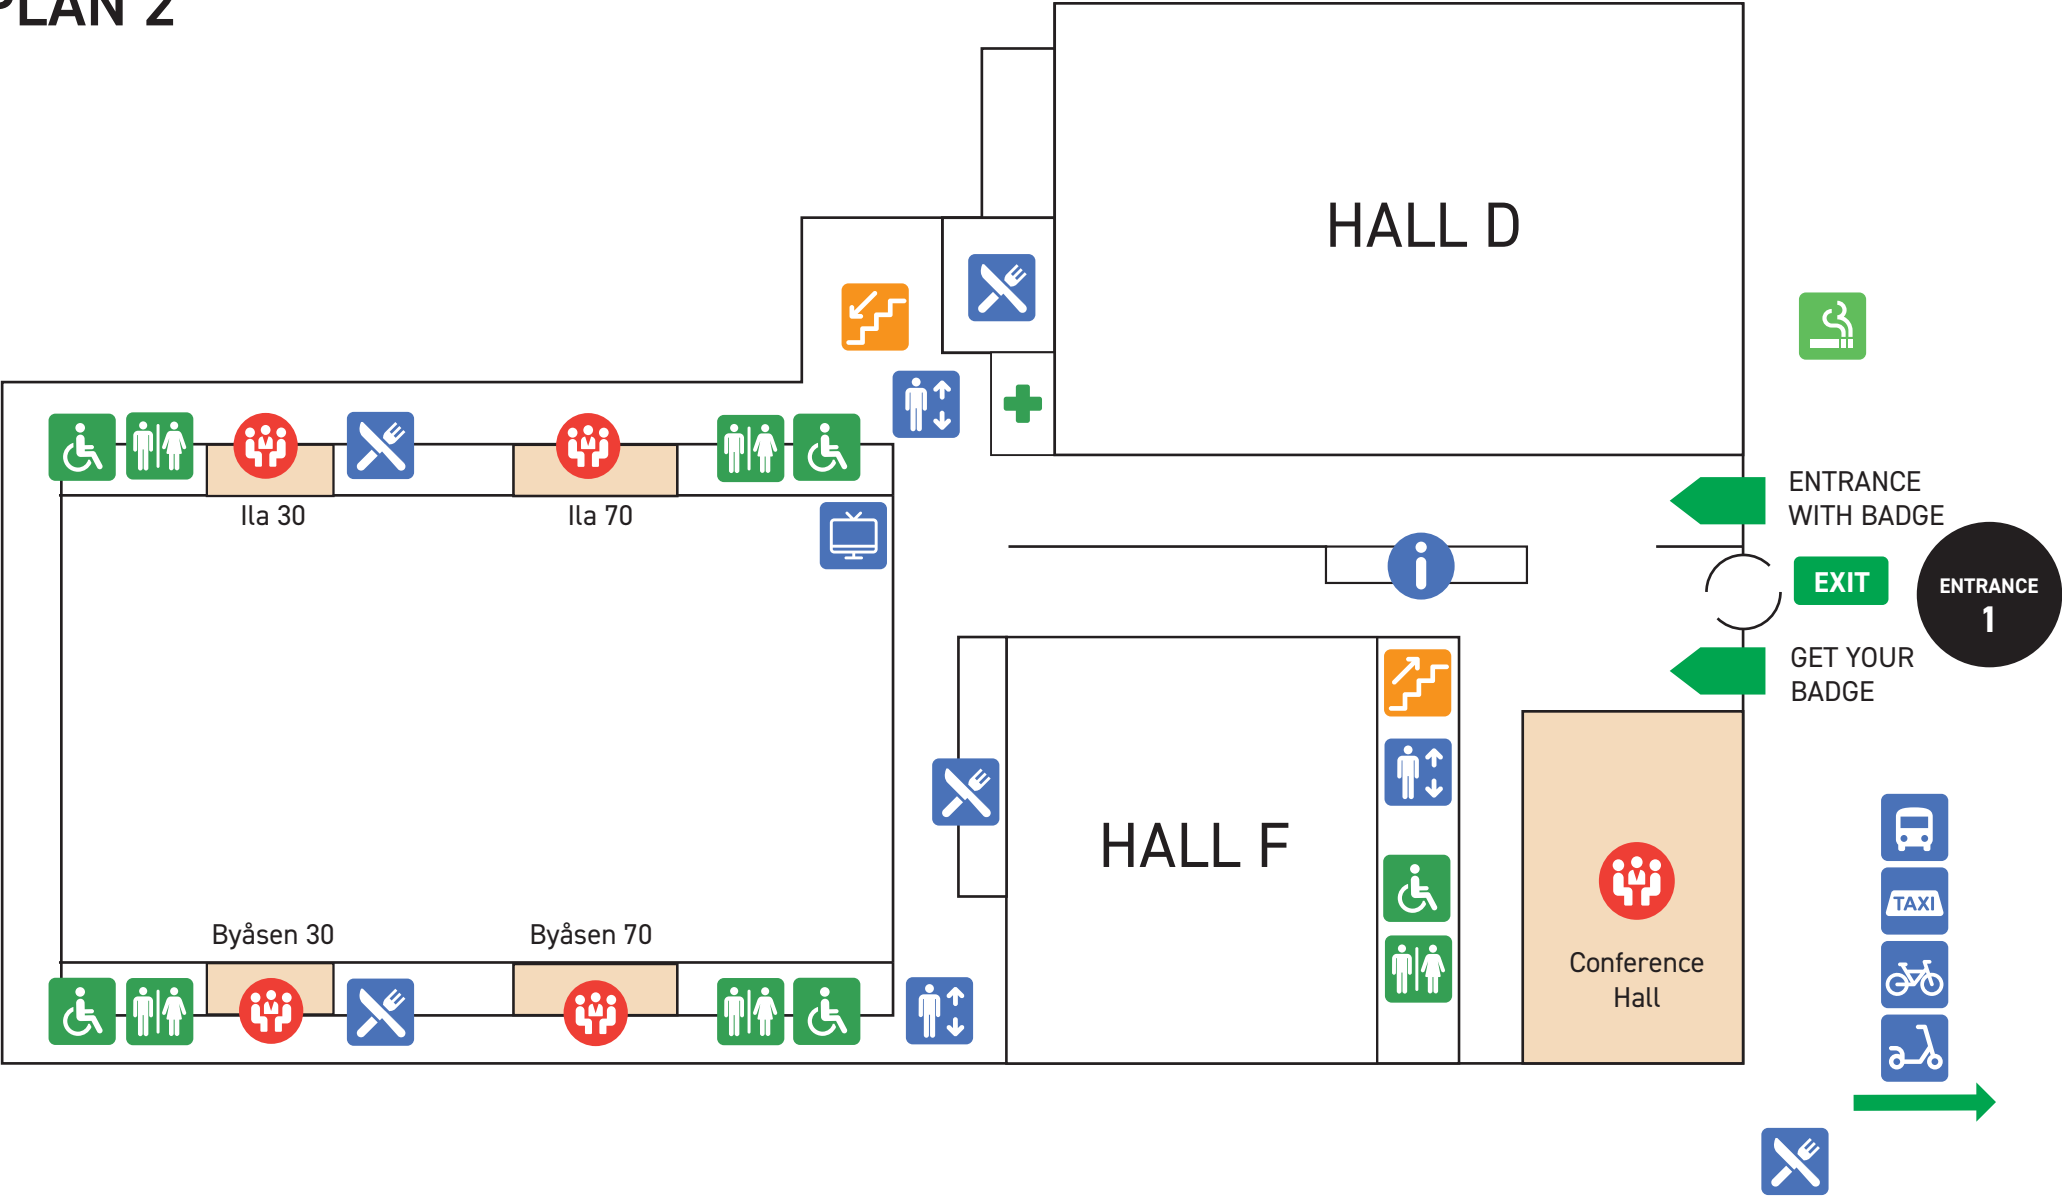 PLAN 2
HALL D
ENTRANCE
WITH BADGE
Ila 30
Ila 70
EXIT
ENTRANCE
1
GET YOUR
BADGE
HALL F
TAXI
Byåsen 30
Byåsen 70
Conference
Hall